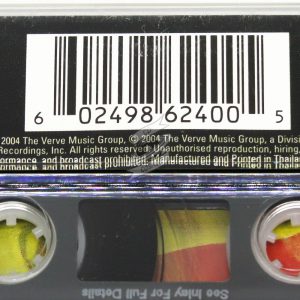 6 02498 62400 5
2004 The Verve Music Group, © 2004 The Verve Music Group, a Divisi
Recordings, Inc. All rights reserved. Unauthorised reproduction, hiring,
formance, and broadcast prohibited. Manufactured and Printed in Thaila
See Inlay For Full Details